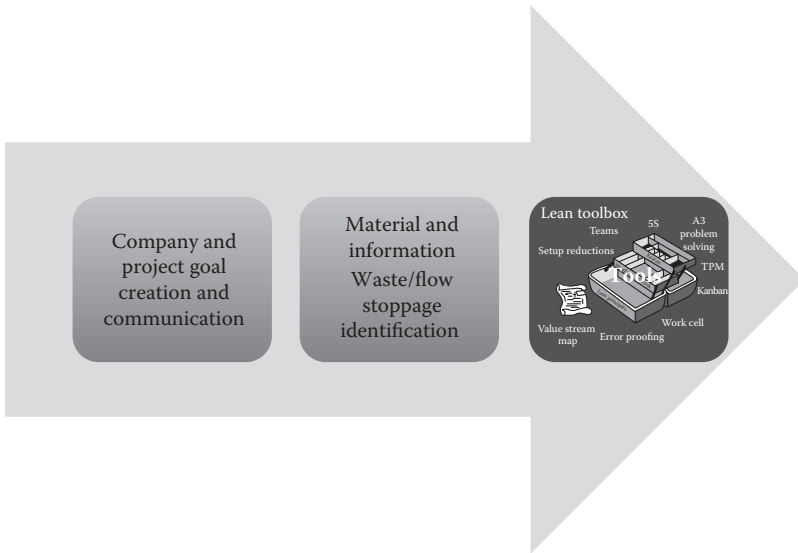 Company and
project goal
creation and
communication
Material and
information
Waste/flow
stoppage
identification
Lean toolbox
Teams
5S
A3
problem
solving
Setup reductions
Tools
TPM
Kanban
Value stream
map
Error proofing
Work cell